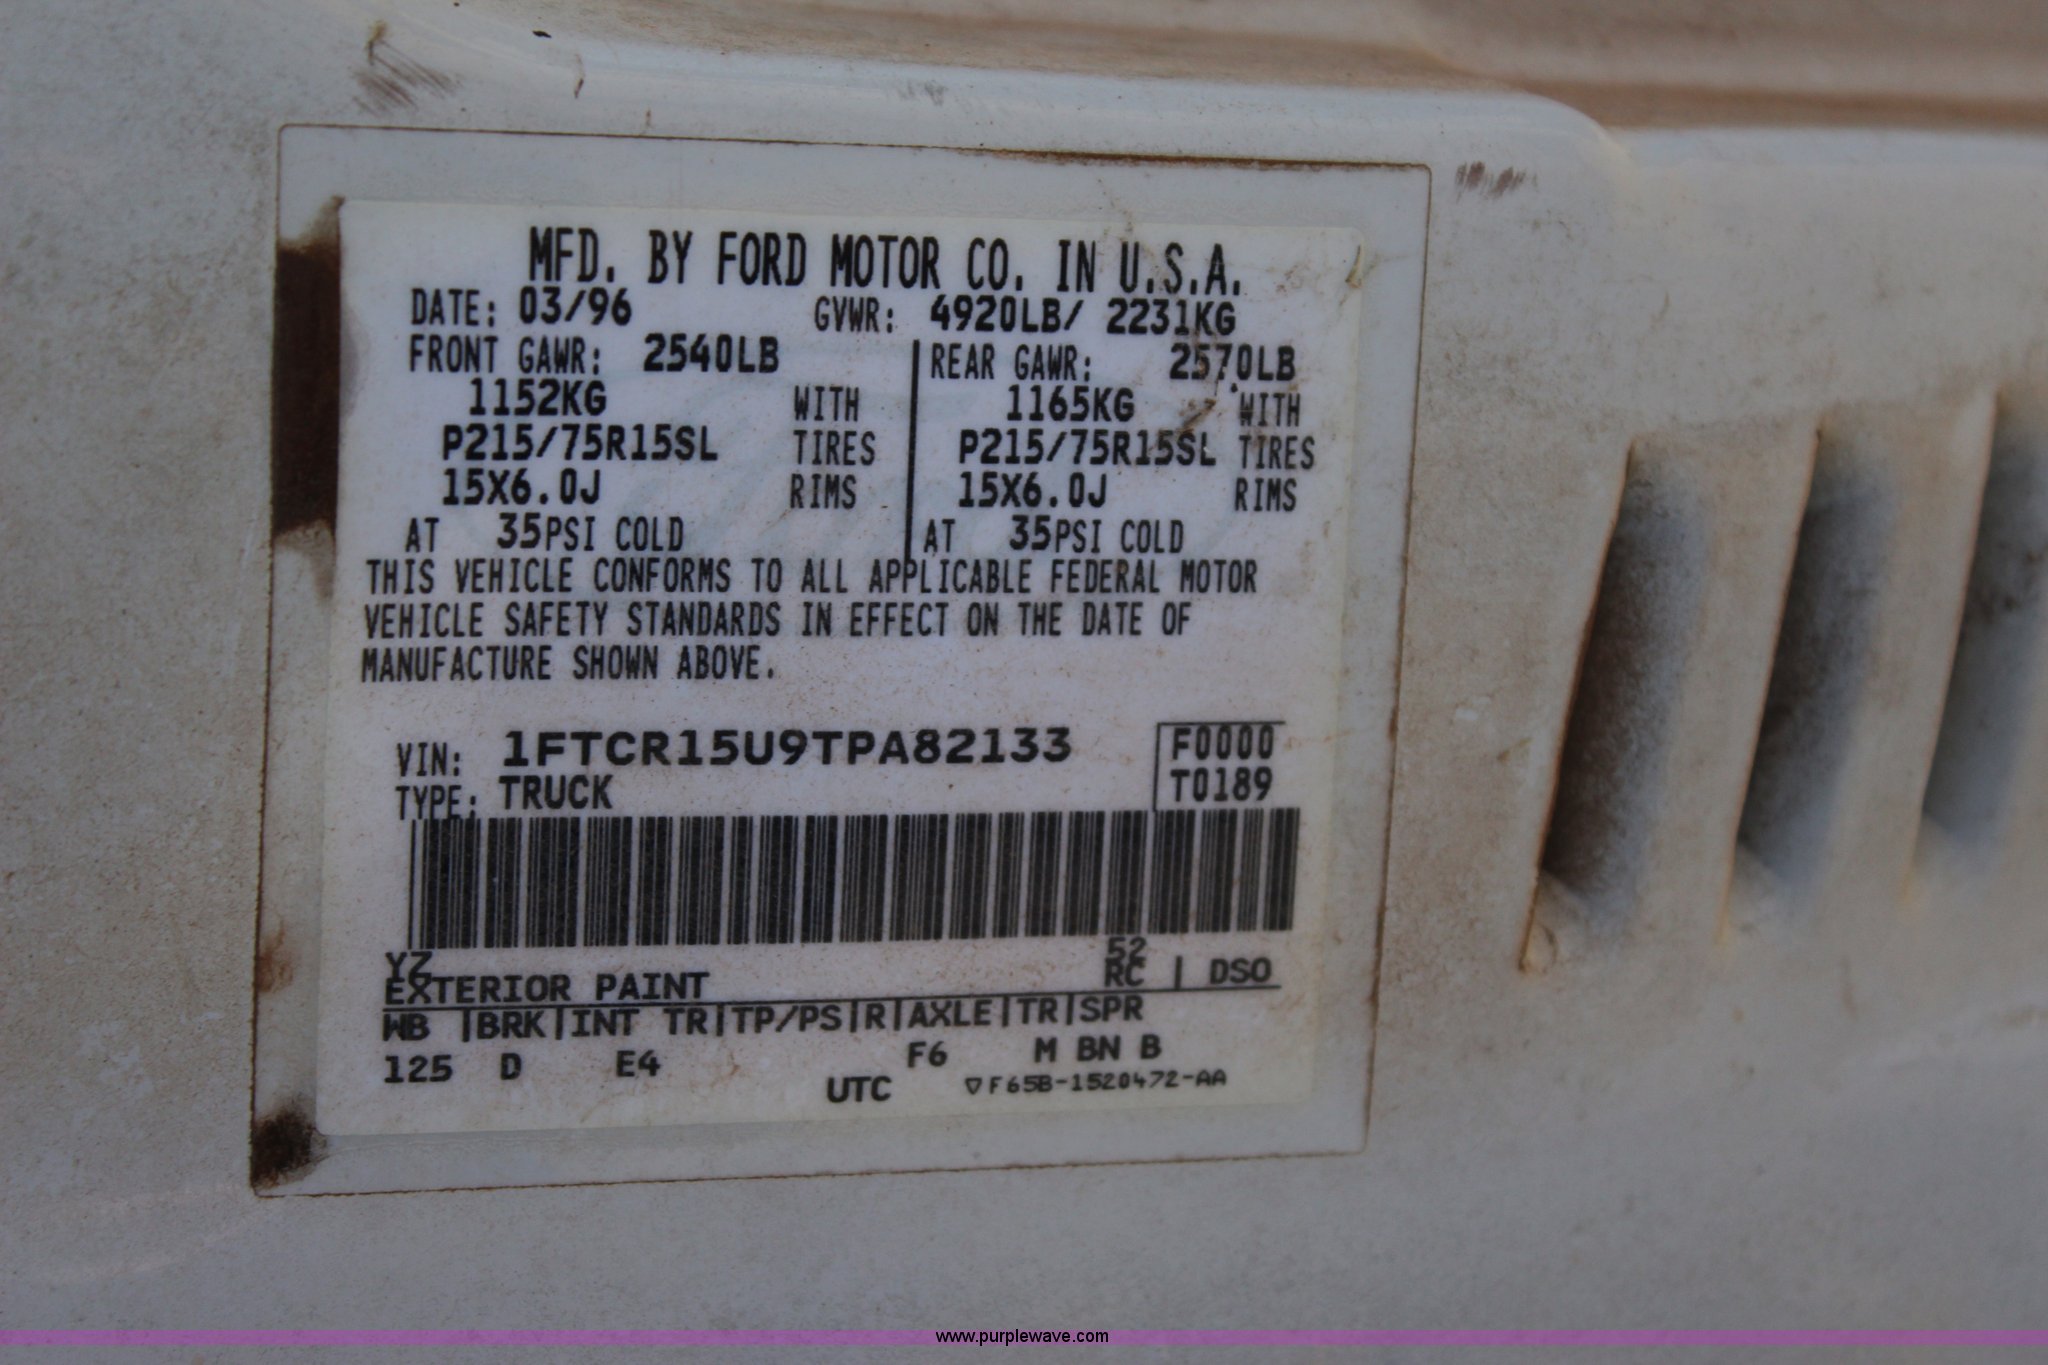 MFD. BY FORD MOTOR CO. IN U.S.A.
DATE: 03/96 GVWR: 4920LB/ 2231KG
FRONT GAWR: 2540LB REAR GAWR: 2570LB
1152KG WITH 1165KG WITH
P215/75R15SL TIRES P215/75R15SL TIRES
15X6.0J RIMS 15X6.0J RIMS
AT 35PSI COLD AT 35PSI COLD
THIS VEHICLE CONFORMS TO ALL APPLICABLE FEDERAL MOTOR
VEHICLE SAFETY STANDARDS IN EFFECT ON THE DATE OF
MANUFACTURE SHOWN ABOVE.
VIN: 1FTCR15U9TPA82133 F0000
TYPE: TRUCK T0189
YZ 52
EXTERIOR PAINT RC | DSO
WB |BRK|INT TR|TP/PS|R|AXLE|TR|SPR
125 D E4 F6 M BN B
UTC ▽F65B-1520472-AA
www.purplewave.com